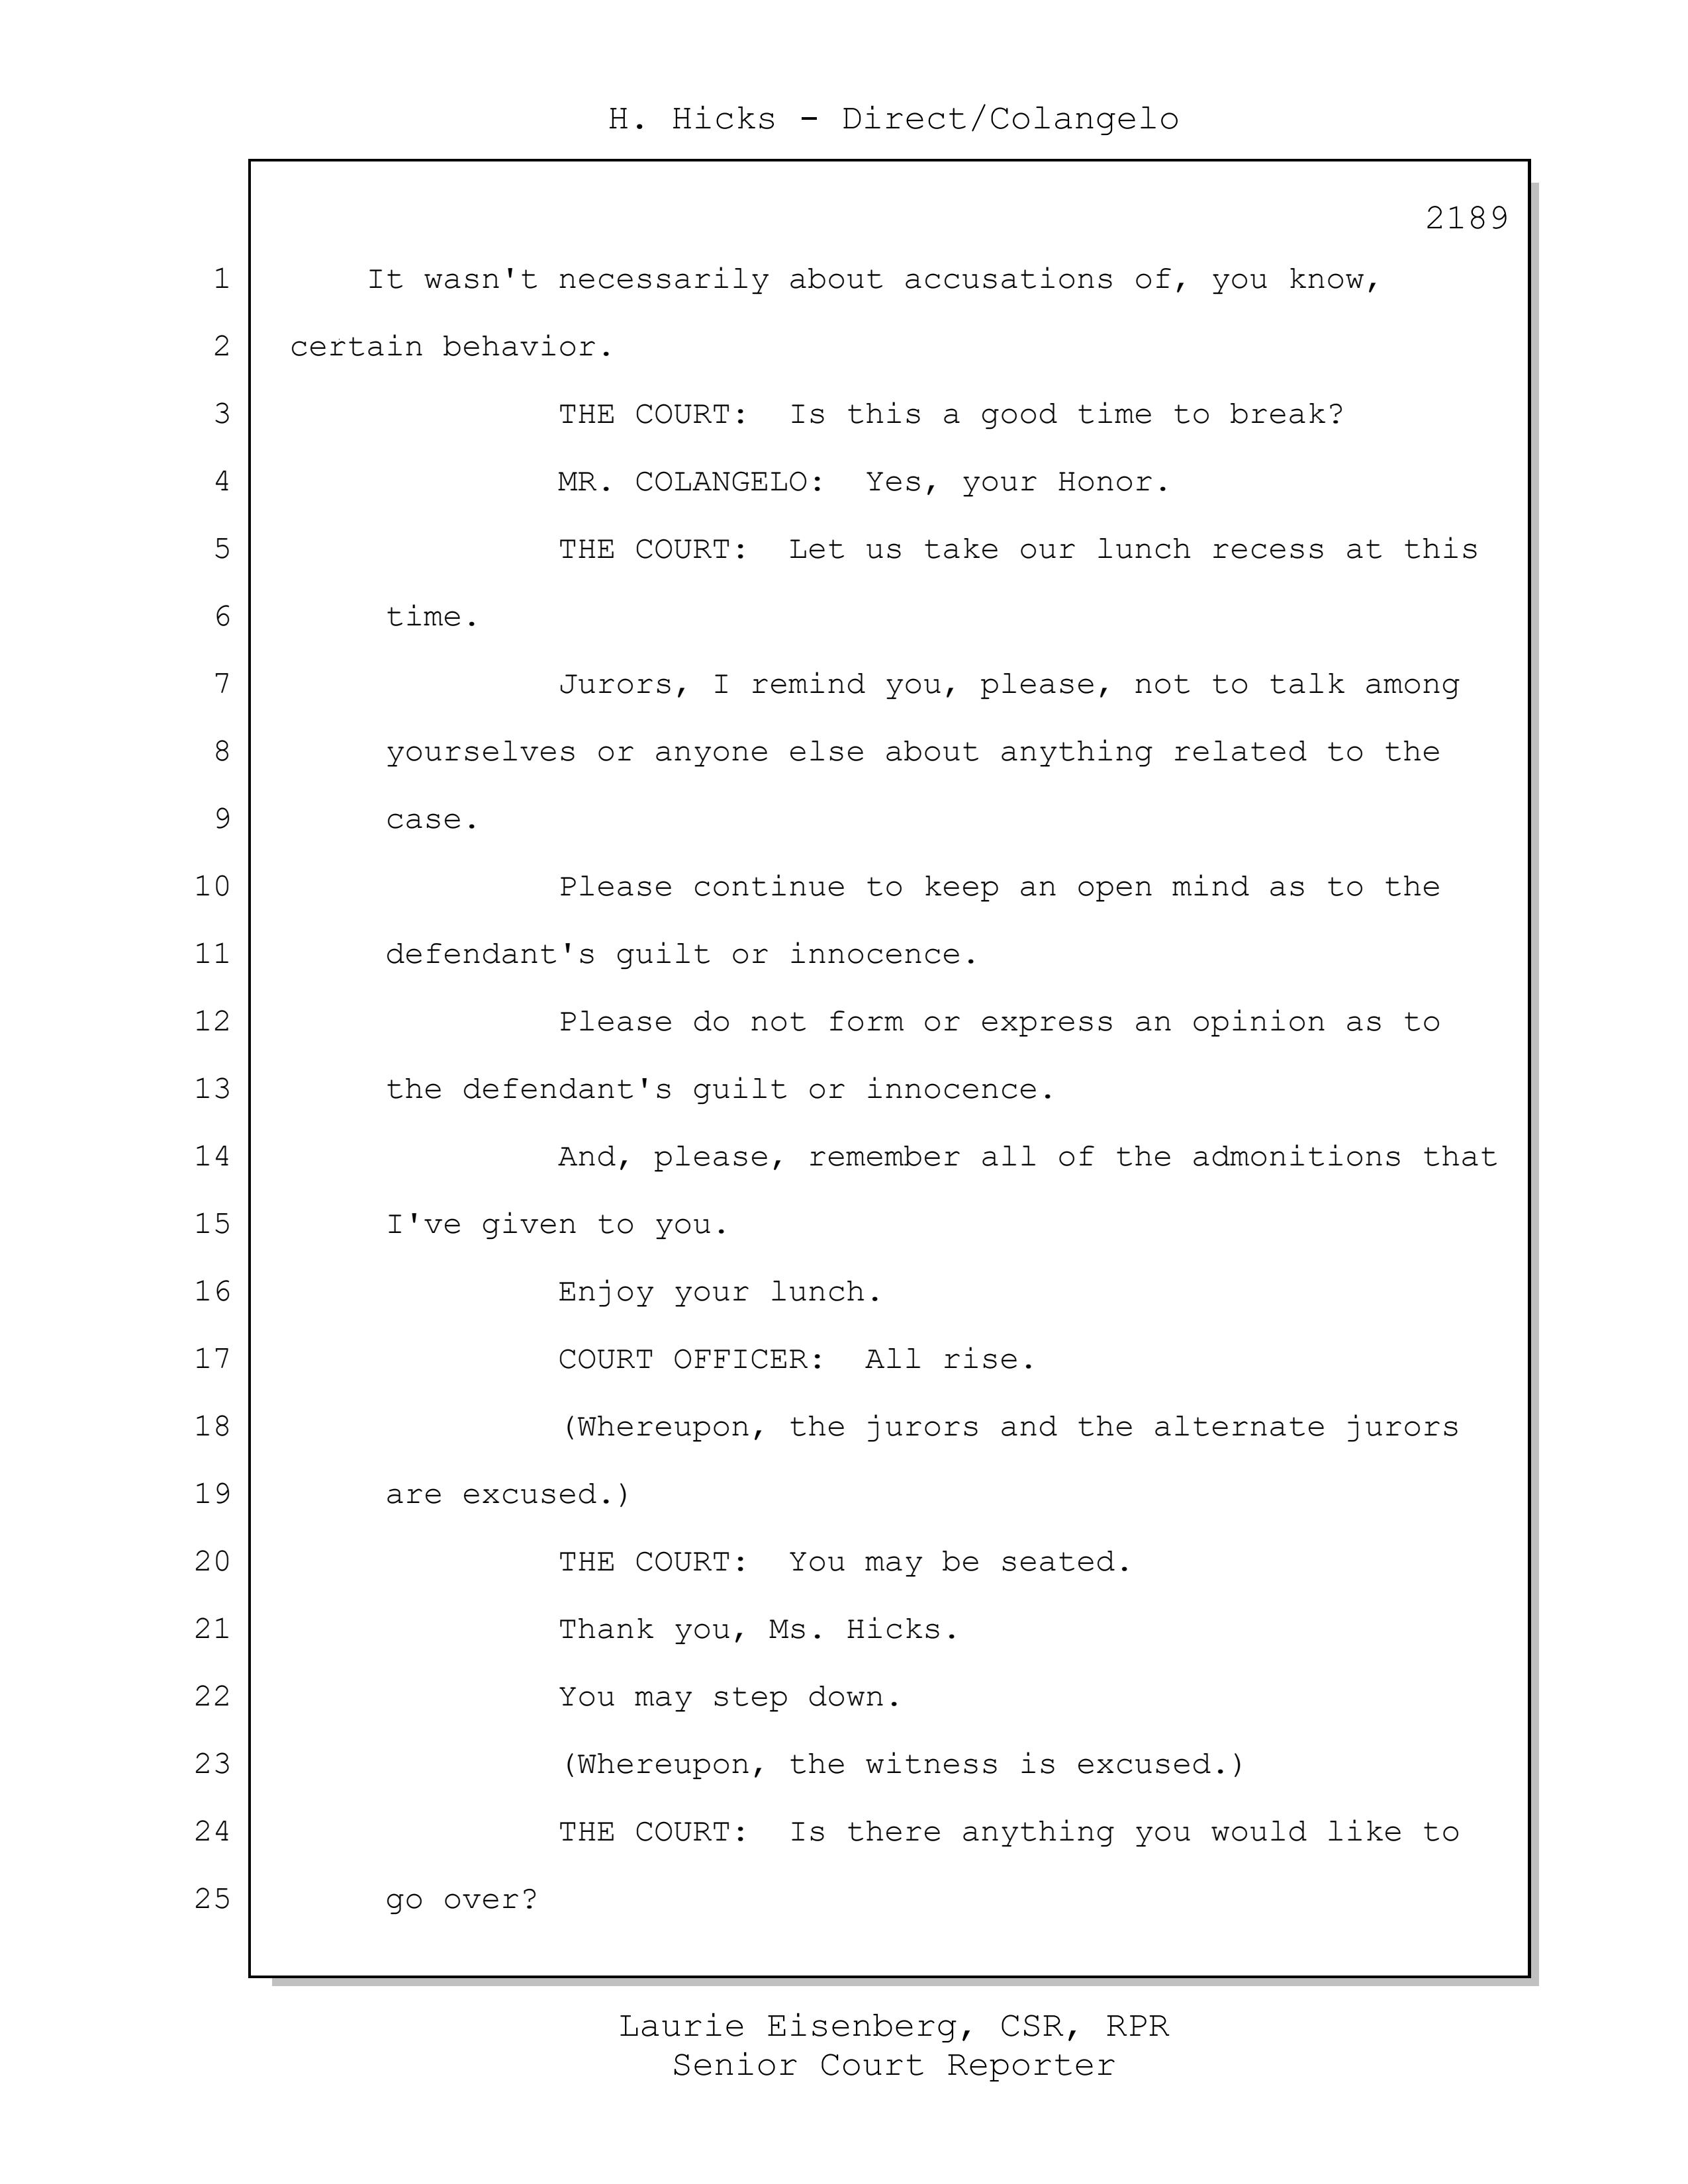 H. Hicks - Direct/Colangelo
2189
1 It wasn't necessarily about accusations of, you know,
2 certain behavior.
3 THE COURT: Is this a good time to break?
4 MR. COLANGELO: Yes, your Honor.
5 THE COURT: Let us take our lunch recess at this
6 time.
7 Jurors, I remind you, please, not to talk among
8 yourselves or anyone else about anything related to the
9 case.
10 Please continue to keep an open mind as to the
11 defendant's guilt or innocence.
12 Please do not form or express an opinion as to
13 the defendant's guilt or innocence.
14 And, please, remember all of the admonitions that
15 I've given to you.
16 Enjoy your lunch.
17 COURT OFFICER: All rise.
18 (Whereupon, the jurors and the alternate jurors
19 are excused.)
20 THE COURT: You may be seated.
21 Thank you, Ms. Hicks.
22 You may step down.
23 (Whereupon, the witness is excused.)
24 THE COURT: Is there anything you would like to
25 go over?
Laurie Eisenberg, CSR, RPR
Senior Court Reporter